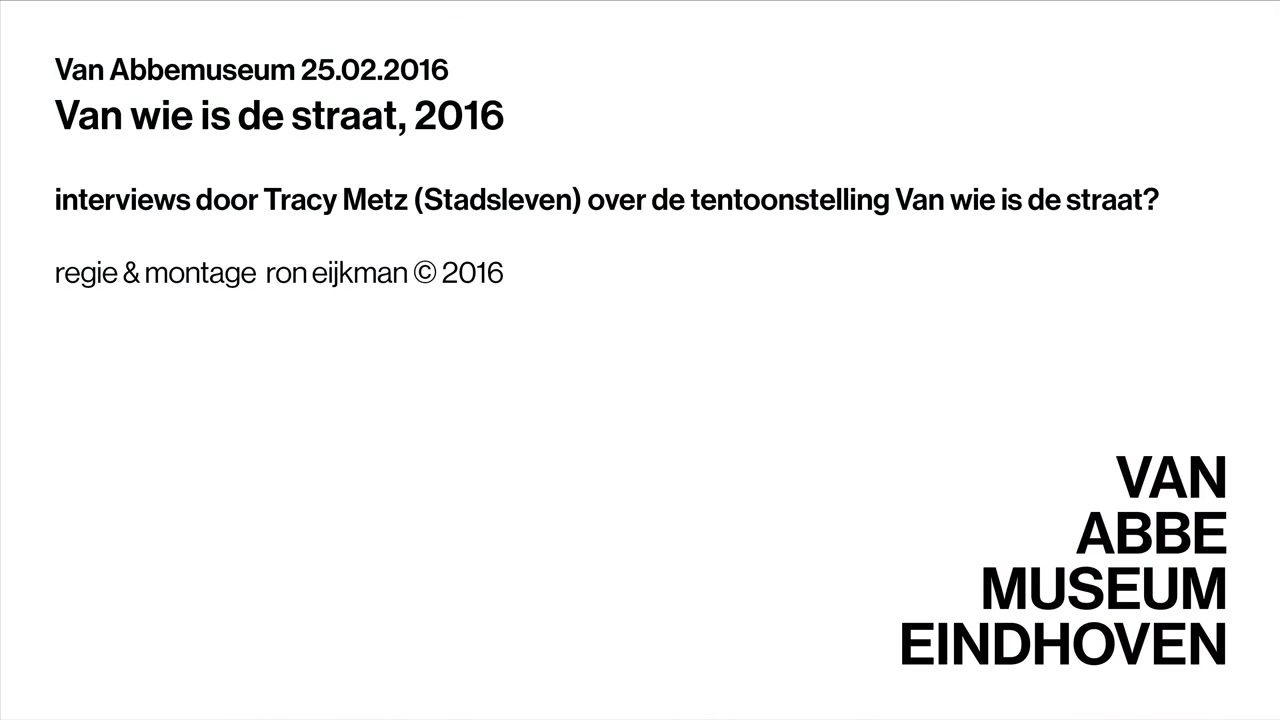 Van Abbemuseum 25.02.2016
Van wie is de straat, 2016
interviews door Tracy Metz (Stadsleven) over de tentoonstelling Van wie is de straat?
regie & montage ron eijkman © 2016
VAN
ABBE
MUSEUM
EINDHOVEN